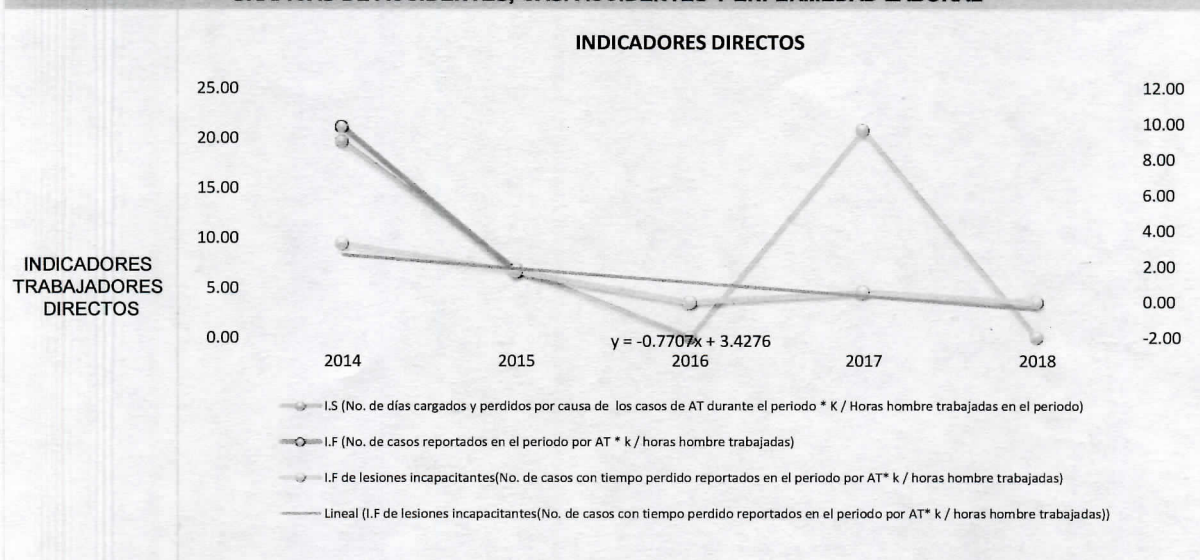 INDICADORES DIRECTOS
25.00
20.00
15.00
10.00
5.00
0.00
12.00
10.00
8.00
6.00
4.00
2.00
0.00
-2.00
INDICADORES
TRABAJADORES
DIRECTOS
y = -0.7707x + 3.4276
2014 2015 2016 2017 2018
I.S (No. de días cargados y perdidos por causa de los casos de AT durante el periodo * K / Horas hombre trabajadas en el periodo)
I.F (No. de casos reportados en el periodo por AT * k / horas hombre trabajadas)
I.F de lesiones incapacitantes(No. de casos con tiempo perdido reportados en el periodo por AT* k / horas hombre trabajadas)
Lineal (I.F de lesiones incapacitantes(No. de casos con tiempo perdido reportados en el periodo por AT* k / horas hombre trabajadas))